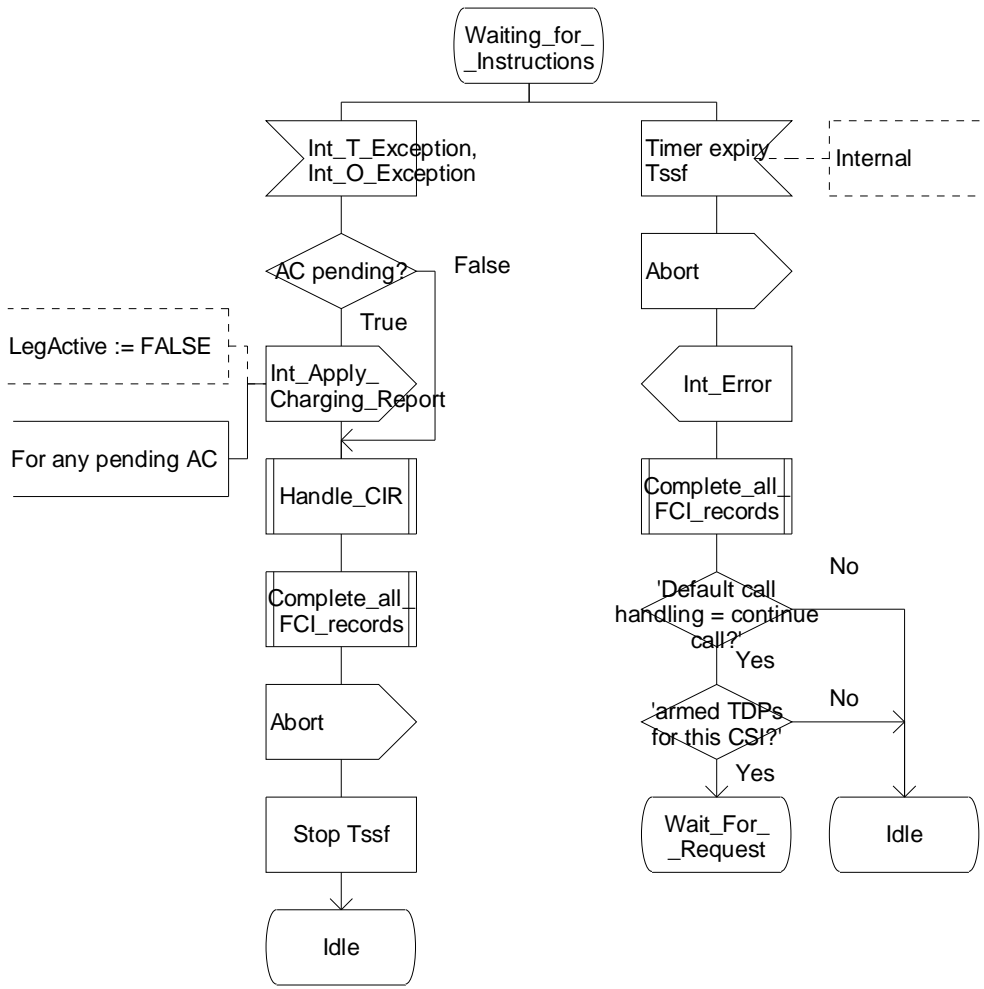 Waiting_for_
_Instructions
Int_T_Exception,
Int_O_Exception
Timer expiry
Tssf
Internal
AC pending?
False
Abort
True
LegActive := FALSE
Int_Apply_
Charging_Report
Int_Error
For any pending AC
Handle_CIR
Complete_all_
FCI_records
Complete_all_
FCI_records
No
'Default call
handling = continue
call?'
Yes
Abort
'armed TDPs
for this CSI?'
No
Yes
Stop Tssf
Wait_For_
_Request
Idle
Idle